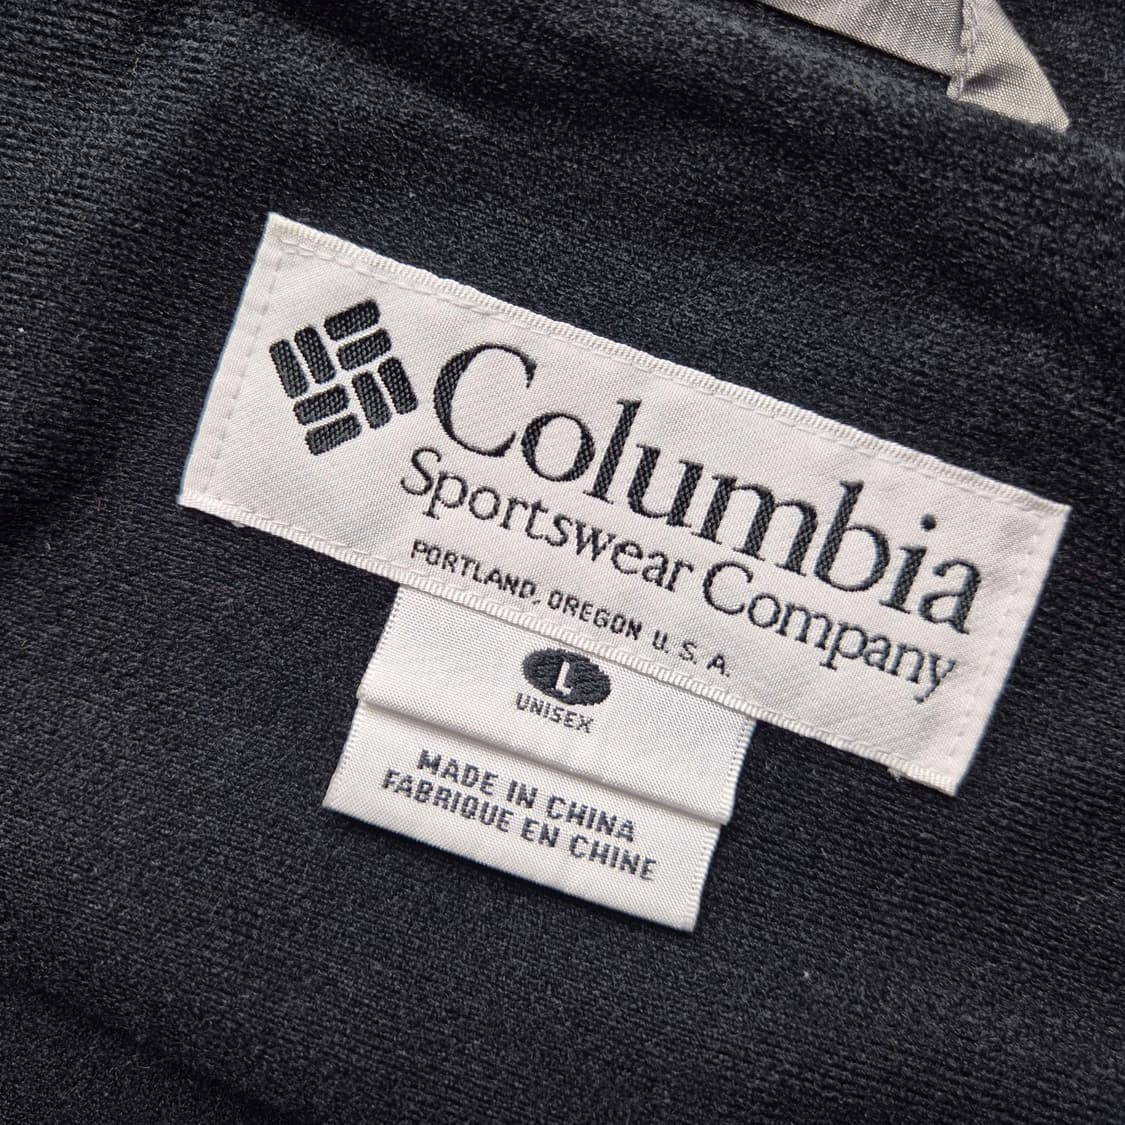 Columbia
Sportswear Company
PORTLAND, OREGON U.S.A.
L
UNISEX
MADE IN CHINA
FABRIQUE EN CHINE